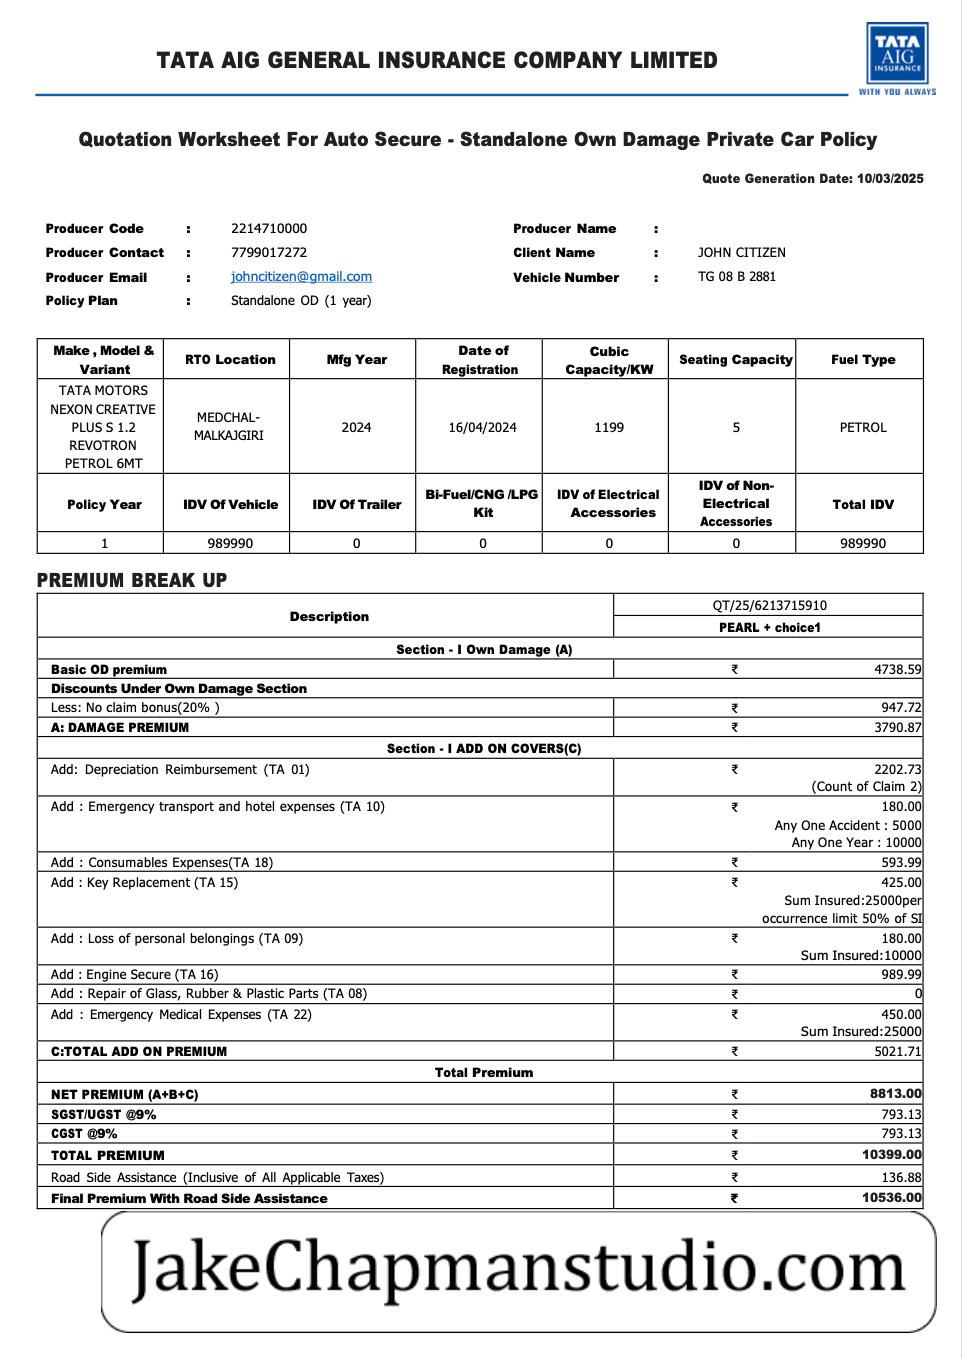 TATA AIG GENERAL INSURANCE COMPANY LIMITED
TATA
AIG
INSURANCE
WITH YOU ALWAYS
Quotation Worksheet For Auto Secure - Standalone Own Damage Private Car Policy
Quote Generation Date: 10/03/2025
Producer Code : 2214710000 Producer Name :
Producer Contact : 7799017272 Client Name : JOHN CITIZEN
Producer Email : johncitizen@gmail.com Vehicle Number : TG 08 B 2881
Policy Plan : Standalone OD (1 year)
Make , Model & Variant RTO Location Mfg Year Date of Registration Cubic Capacity/KW Seating Capacity Fuel Type
TATA MOTORS NEXON CREATIVE PLUS S 1.2 REVOTRON PETROL 6MT MEDCHAL-MALKAJGIRI 2024 16/04/2024 1199 5 PETROL
Policy Year IDV Of Vehicle IDV Of Trailer Bi-Fuel/CNG /LPG Kit IDV of Electrical Accessories IDV of Non-Electrical Accessories Total IDV
1 989990 0 0 0 0 989990
PREMIUM BREAK UP
Description QT/25/6213715910
PEARL + choice1
Section - I Own Damage (A)
Basic OD premium ₹ 4738.59
Discounts Under Own Damage Section
Less: No claim bonus(20% ) ₹ 947.72
A: DAMAGE PREMIUM ₹ 3790.87
Section - I ADD ON COVERS(C)
Add: Depreciation Reimbursement (TA 01) ₹ 2202.73
(Count of Claim 2)
Add : Emergency transport and hotel expenses (TA 10) ₹ 180.00
Any One Accident : 5000
Any One Year : 10000
Add : Consumables Expenses(TA 18) ₹ 593.99
Add : Key Replacement (TA 15) ₹ 425.00
Sum Insured:25000per
occurrence limit 50% of SI
Add : Loss of personal belongings (TA 09) ₹ 180.00
Sum Insured:10000
Add : Engine Secure (TA 16) ₹ 989.99
Add : Repair of Glass, Rubber & Plastic Parts (TA 08) ₹ 0
Add : Emergency Medical Expenses (TA 22) ₹ 450.00
Sum Insured:25000
C:TOTAL ADD ON PREMIUM ₹ 5021.71
Total Premium
NET PREMIUM (A+B+C) ₹ 8813.00
SGST/UGST @9% ₹ 793.13
CGST @9% ₹ 793.13
TOTAL PREMIUM ₹ 10399.00
Road Side Assistance (Inclusive of All Applicable Taxes) ₹ 136.88
Final Premium With Road Side Assistance ₹ 10536.00
JakeChapmanstudio.com